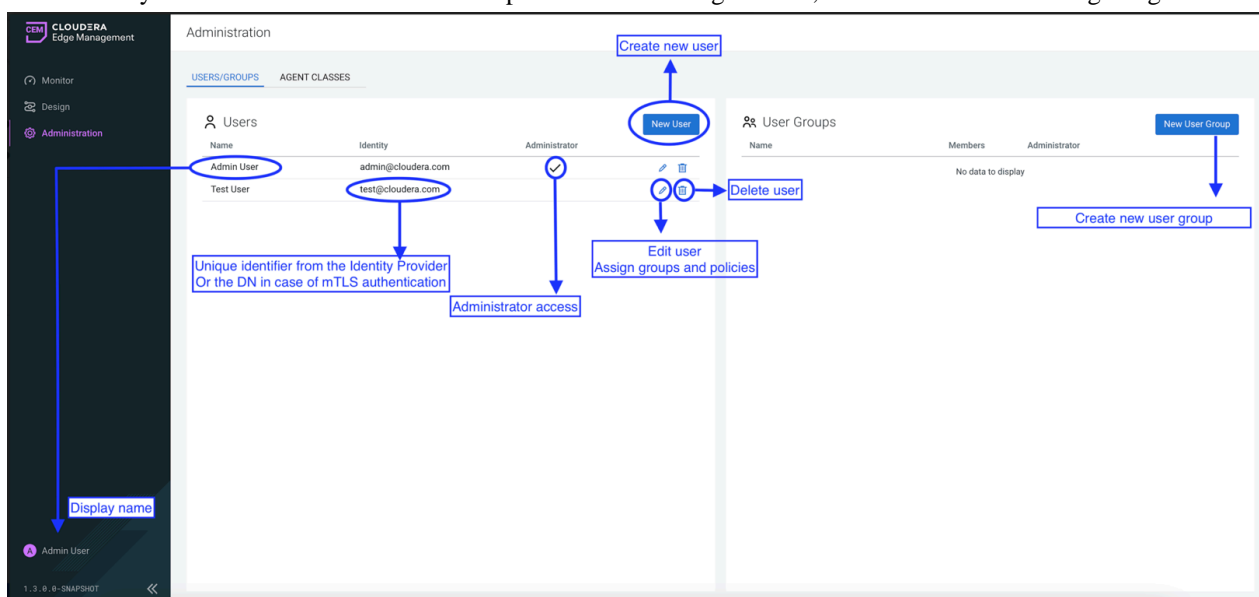 CEM CLOUDERA
Edge Management
Administration
Create new user
Monitor
USERS/GROUPS AGENT CLASSES
Design
Administration
Users
New User
User Groups
New User Group
Name Identity Administrator
Name Members Administrator
Admin User admin@cloudera.com
No data to display
Test User test@cloudera.com
Delete user
Create new user group
Edit user
Assign groups and policies
Unique identifier from the Identity Provider
Or the DN in case of mTLS authentication
Administrator access
Display name
A Admin User
1.3.0.0-SNAPSHOT